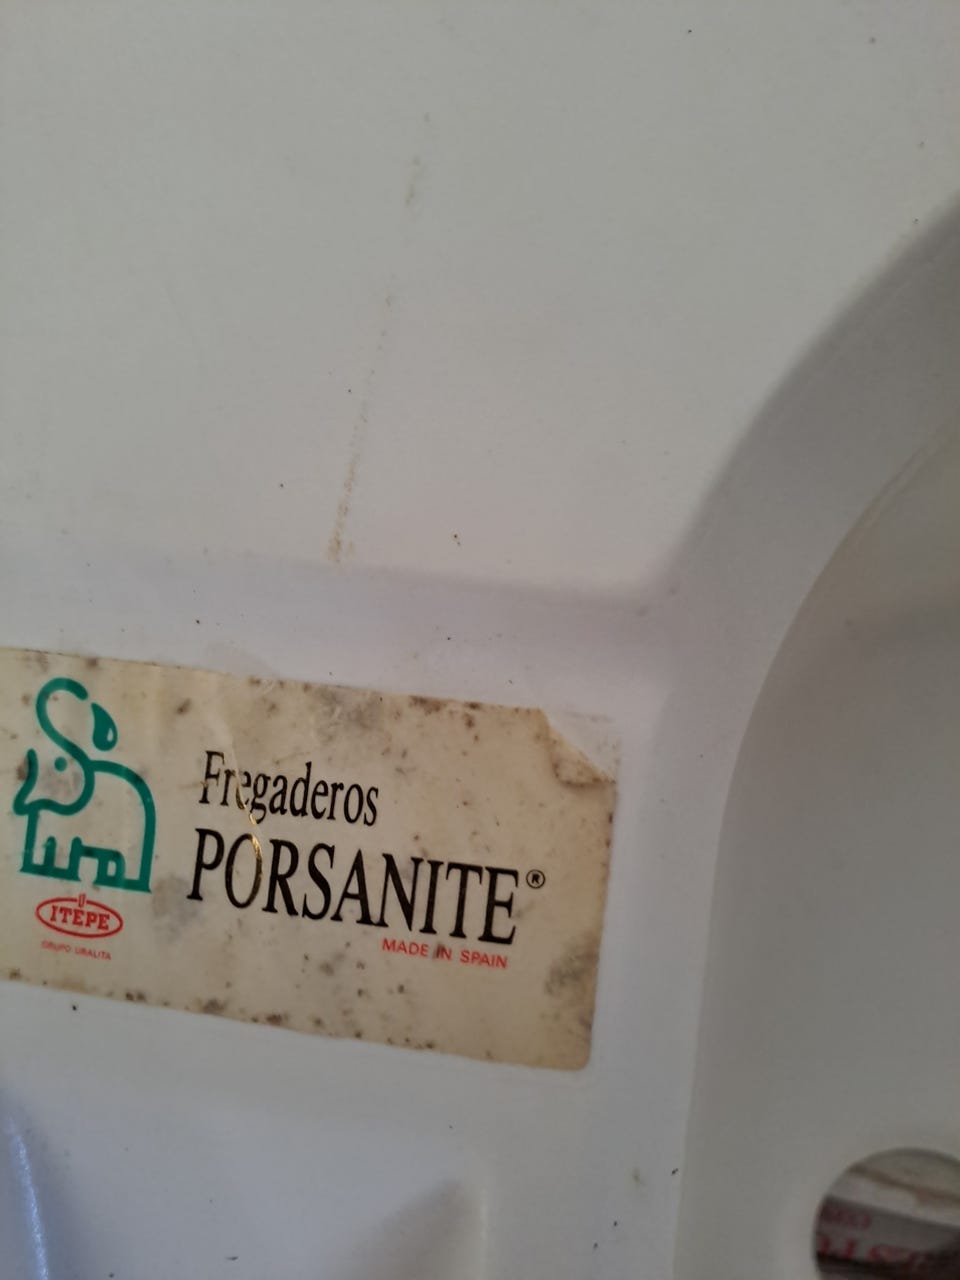 Fregaderos
PORSANITE®
MADE IN SPAIN
ITEPE
GRUPO URALITA